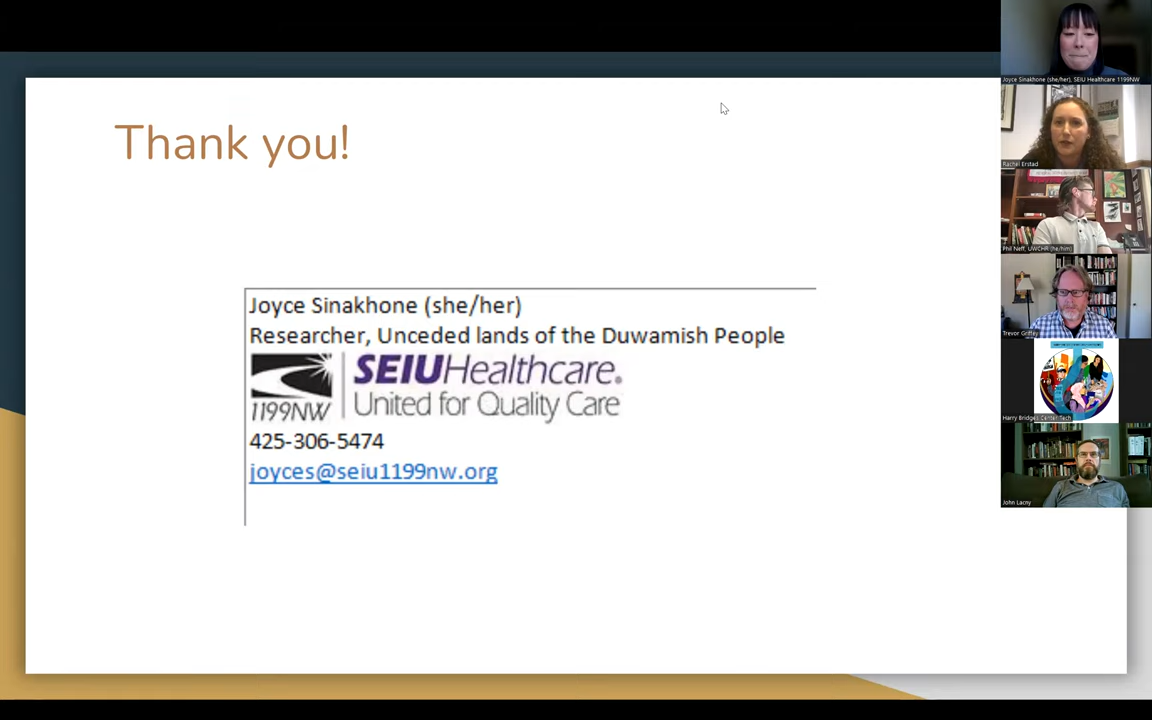 Thank you!
Joyce Sinakhone (she/her)
Researcher, Unceded lands of the Duwamish People
SEIUHealthcare.
1199NW
United for Quality Care
425-306-5474
joyces@seiu1199nw.org
Joyce Sinakhone (she/her), SEIU Healthcare 1199NW
Rachel Erstad
Phil Neff, UWCHR (he/him)
Trevor Griffey
Harry Bridges Center Tech
John Lacny